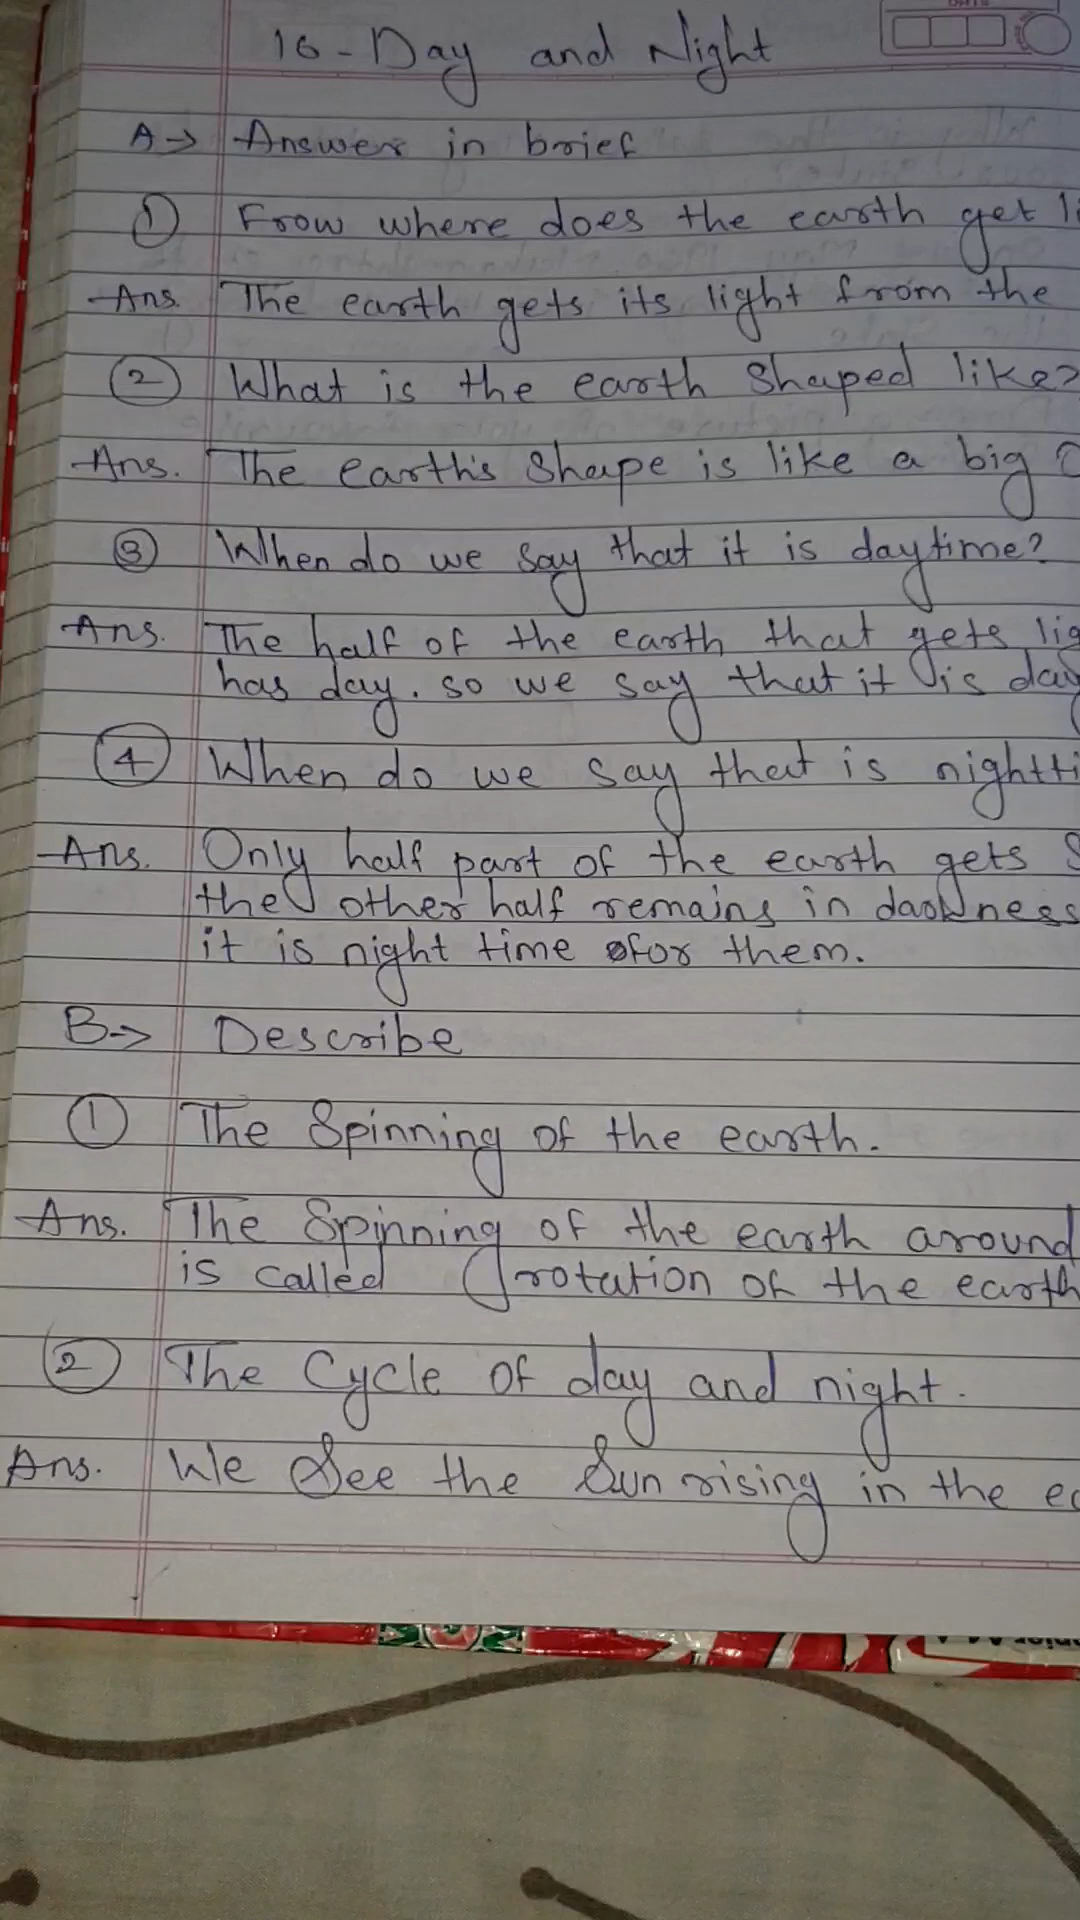 16-Day and Night
A→ Answer in brief
① Frow where does the earth get
Ans. The earth gets its light from the
② What is the earth shaped like?
Ans. The earth's shape is like a big
③ When do we say that it is daytime?
Ans. The half of the earth that gets
has day. so we say that it is day
④ When do we say that is
Ans. Only half part of the earth gets
the other half remains in darkness
it is night time for them.
B→ Describe
① The Spinning of the earth.
Ans. The Spinning of the earth around
is called rotation of the earth
② The Cycle of day and night.
Ans. We See the Sun rising in the